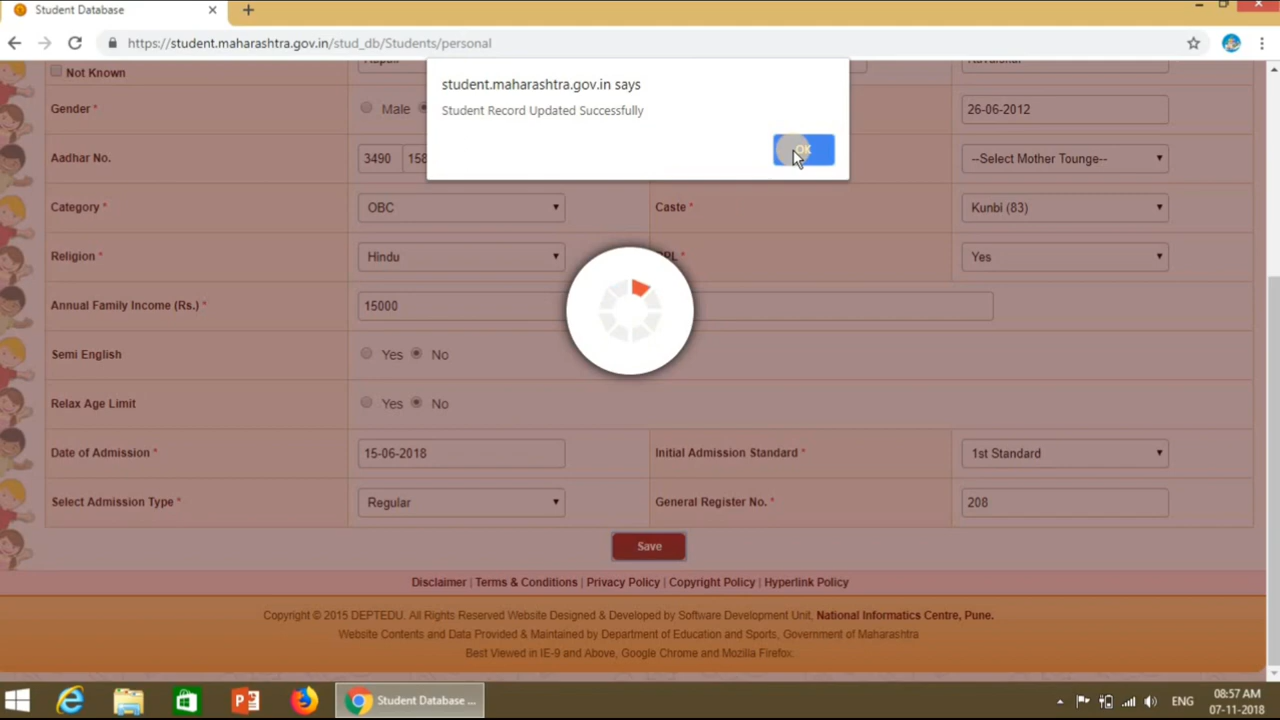 Student Database
https://student.maharashtra.gov.in/stud_db/Students/personal
student.maharashtra.gov.in says
Student Record Updated Successfully
OK
Not Known
Gender * Male 26-06-2012
Aadhar No. 3490 --Select Mother Tounge--
Category * OBC Caste * Kunbi (83)
Religion * Hindu Yes
Annual Family Income (Rs.) * 15000
Semi English Yes No
Relax Age Limit Yes No
Date of Admission * 15-06-2018 Initial Admission Standard * 1st Standard
Select Admission Type * Regular General Register No. * 208
Save
Disclaimer | Terms & Conditions | Privacy Policy | Copyright Policy | Hyperlink Policy
Copyright © 2015 DEPTEDU. All Rights Reserved Website Designed & Developed by Software Development Unit, National Informatics Centre, Pune.
Website Contents and Data Provided & Maintained by Department of Education and Sports, Government of Maharashtra
Best Viewed in IE-9 and Above, Google Chrome and Mozilla Firefox.
Student Database ...
ENG
08:57 AM
07-11-2018